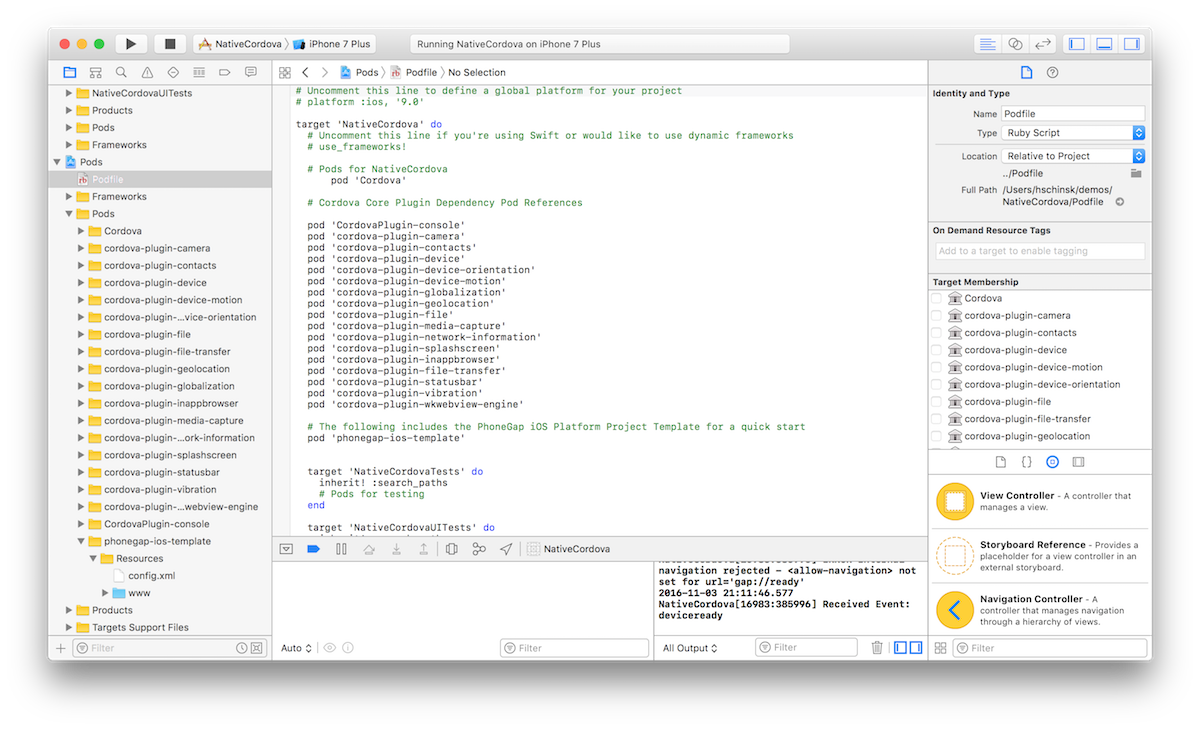 NativeCordova
iPhone 7 Plus
Running NativeCordova on iPhone 7 Plus
NativeCordovaUITests
Products
Pods
Frameworks
Pods
Podfile
Frameworks
Pods
Cordova
cordova-plugin-camera
cordova-plugin-contacts
cordova-plugin-device
cordova-plugin-device-motion
cordova-plugin-...vice-orientation
cordova-plugin-file
cordova-plugin-file-transfer
cordova-plugin-geolocation
cordova-plugin-globalization
cordova-plugin-inappbrowser
cordova-plugin-media-capture
cordova-plugin-...ork-information
cordova-plugin-splashscreen
cordova-plugin-statusbar
cordova-plugin-vibration
cordova-plugin-...webview-engine
CordovaPlugin-console
phonegap-ios-template
Resources
config.xml
www
Products
Targets Support Files
Filter
Pods
Podfile
No Selection
# Uncomment this line to define a global platform for your project
# platform :ios, '9.0'
target 'NativeCordova' do
# Uncomment this line if you're using Swift or would like to use dynamic frameworks
# use_frameworks!
# Pods for NativeCordova
pod 'Cordova'
# Cordova Core Plugin Dependency Pod References
pod 'CordovaPlugin-console'
pod 'cordova-plugin-camera'
pod 'cordova-plugin-contacts'
pod 'cordova-plugin-device'
pod 'cordova-plugin-device-orientation'
pod 'cordova-plugin-device-motion'
pod 'cordova-plugin-globalization'
pod 'cordova-plugin-geolocation'
pod 'cordova-plugin-file'
pod 'cordova-plugin-media-capture'
pod 'cordova-plugin-network-information'
pod 'cordova-plugin-splashscreen'
pod 'cordova-plugin-inappbrowser'
pod 'cordova-plugin-file-transfer'
pod 'cordova-plugin-statusbar'
pod 'cordova-plugin-vibration'
pod 'cordova-plugin-wkwebview-engine'
# The following includes the PhoneGap iOS Platform Project Template for a quick start
pod 'phonegap-ios-template'
target 'NativeCordovaTests' do
inherit! :search_paths
# Pods for testing
end
target 'NativeCordovaUITests' do
NativeCordova
navigation rejected - <allow-navigation> not
set for url='gap://ready'
2016-11-03 21:11:46.577
NativeCordova[16983:385996] Received Event:
deviceready
Auto
Filter
All Output
Filter
Identity and Type
Name Podfile
Type Ruby Script
Location Relative to Project
../Podfile
Full Path /Users/hschinsk/demos/
NativeCordova/Podfile
On Demand Resource Tags
Add to a target to enable tagging
Target Membership
Cordova
cordova-plugin-camera
cordova-plugin-contacts
cordova-plugin-device
cordova-plugin-device-motion
cordova-plugin-device-orientation
cordova-plugin-file
cordova-plugin-file-transfer
cordova-plugin-geolocation
View Controller - A controller that
manages a view.
Storyboard Reference - Provides a
placeholder for a view controller in an
external storyboard.
Navigation Controller - A
controller that manages navigation
through a hierarchy of views.
Filter